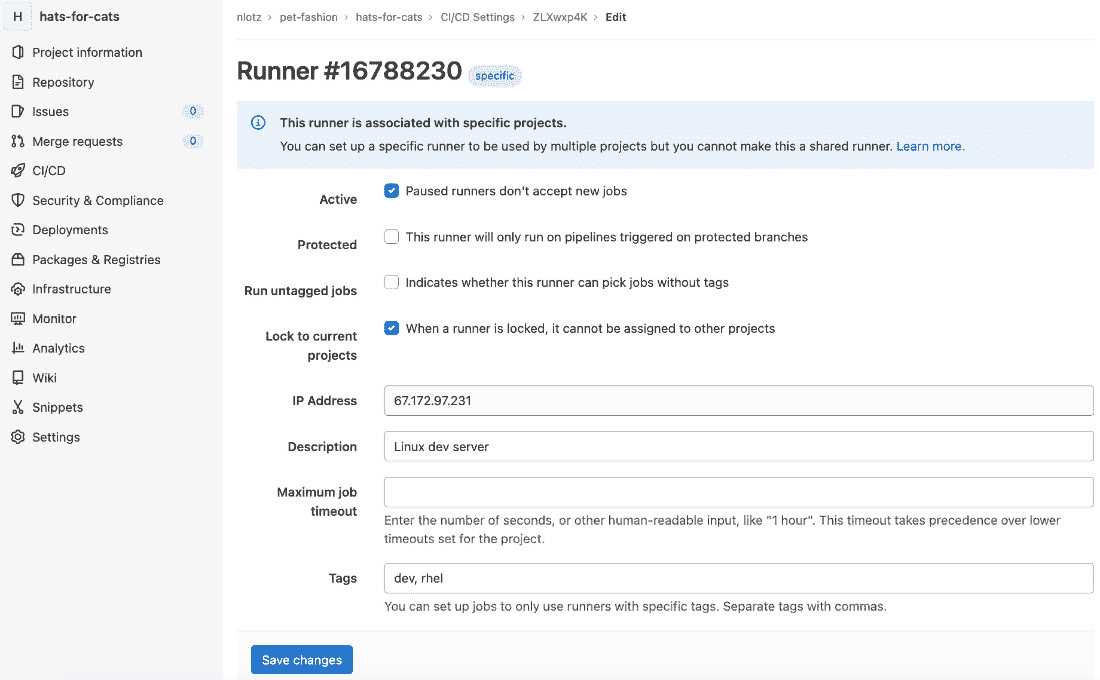 H hats-for-cats
Project information
Repository
Issues 0
Merge requests 0
CI/CD
Security & Compliance
Deployments
Packages & Registries
Infrastructure
Monitor
Analytics
Wiki
Snippets
Settings
nlotz > pet-fashion > hats-for-cats > CI/CD Settings > ZLXwxp4K > Edit
Runner #16788230 specific
This runner is associated with specific projects.
You can set up a specific runner to be used by multiple projects but you cannot make this a shared runner. Learn more.
Active Paused runners don't accept new jobs
Protected This runner will only run on pipelines triggered on protected branches
Run untagged jobs Indicates whether this runner can pick jobs without tags
Lock to current When a runner is locked, it cannot be assigned to other projects
projects
IP Address 67.172.97.231
Description Linux dev server
Maximum job
timeout
Enter the number of seconds, or other human-readable input, like "1 hour". This timeout takes precedence over lower
timeouts set for the project.
Tags dev, rhel
You can set up jobs to only use runners with specific tags. Separate tags with commas.
Save changes